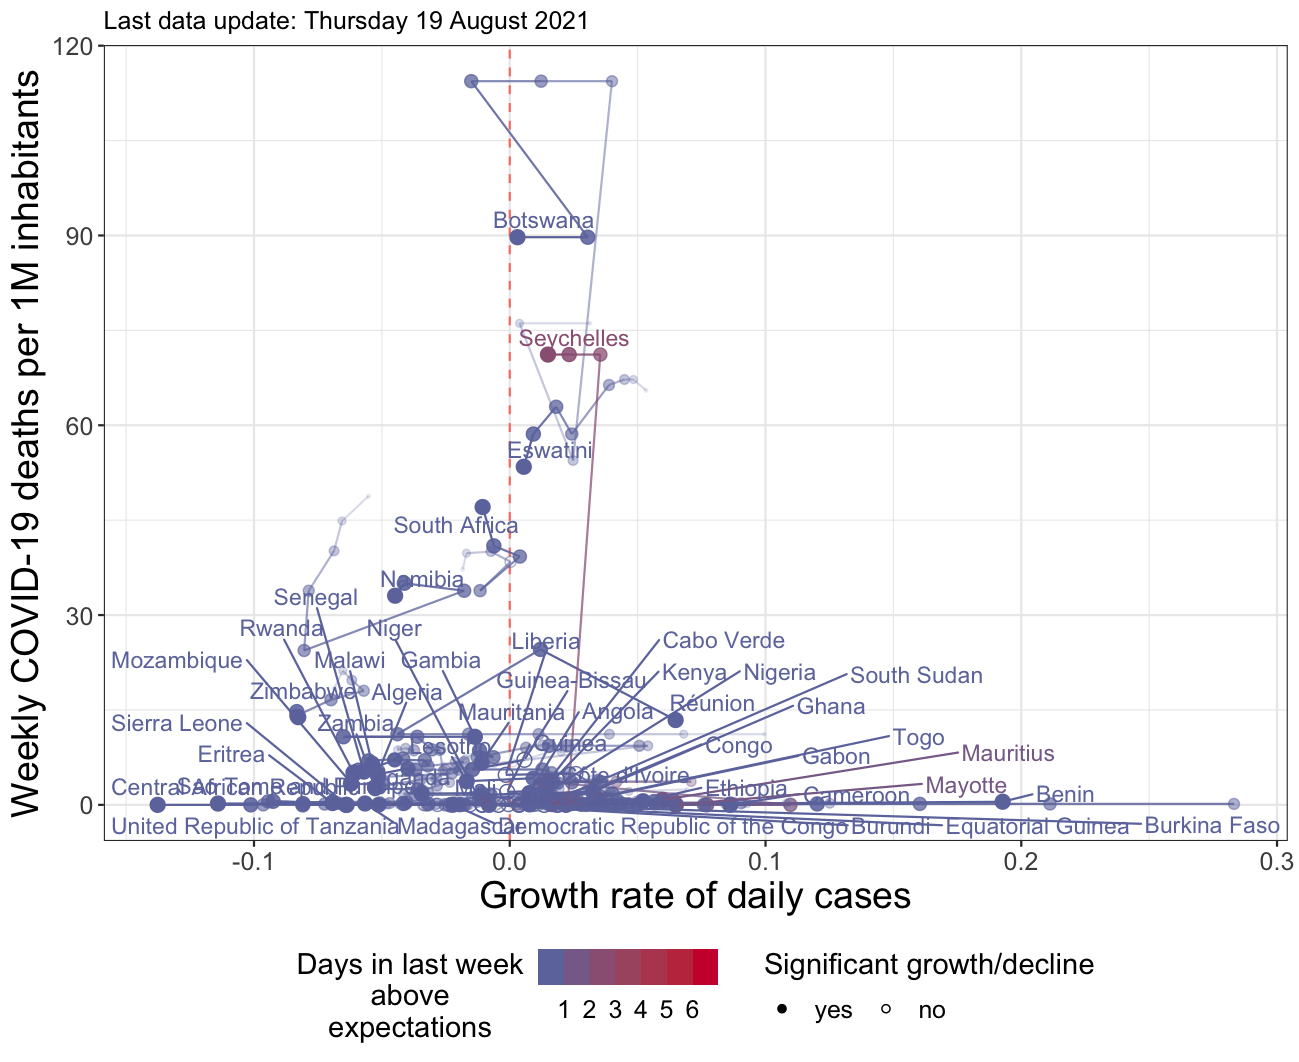 Last data update: Thursday 19 August 2021
120
90
60
30
0
Weekly COVID-19 deaths per 1M inhabitants
Botswana
Seychelles
Eswatini
South Africa
Namibia
Senegal
Rwanda
Niger
Liberia
Cabo Verde
Mozambique
Malawi
Gambia
Kenya
Nigeria
South Sudan
Zimbabwe
Algeria
Guinea-Bissau
Réunion
Ghana
Sierra Leone
Zambia
Mauritania
Angola
Togo
Eritrea
Lesotho
Guinea
Congo
Gabon
Mauritius
Côte d'Ivoire
Ethiopia
Cameroon
Mayotte
Benin
Central African Republic
United Republic of Tanzania
Madagascar
Democratic Republic of the Congo
Burundi
Equatorial Guinea
Burkina Faso
-0.1
0.0
0.1
0.2
0.3
Growth rate of daily cases
Days in last week
above
expectations
1 2 3 4 5 6
Significant growth/decline
yes
no